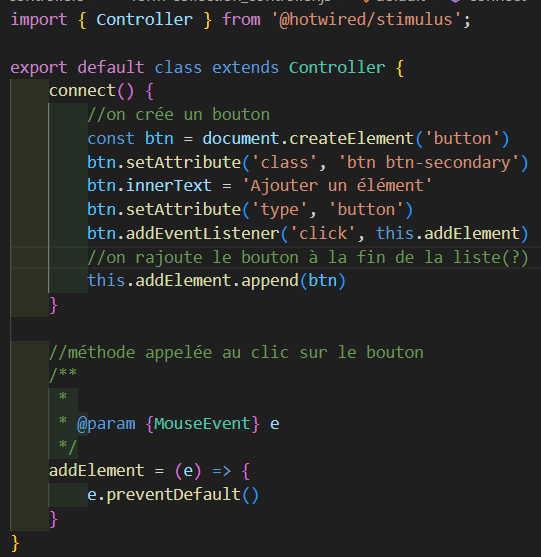 import { Controller } from '@hotwired/stimulus';
export default class extends Controller {
connect() {
//on crée un bouton
const btn = document.createElement('button')
btn.setAttribute('class', 'btn btn-secondary')
btn.innerText = 'Ajouter un élément'
btn.setAttribute('type', 'button')
btn.addEventListener('click', this.addElement)
//on rajoute le bouton à la fin de la liste(?)
this.addElement.append(btn)
}
//méthode appelée au clic sur le bouton
/**
*
* @param {MouseEvent} e
*/
addElement = (e) => {
e.preventDefault()
}
}